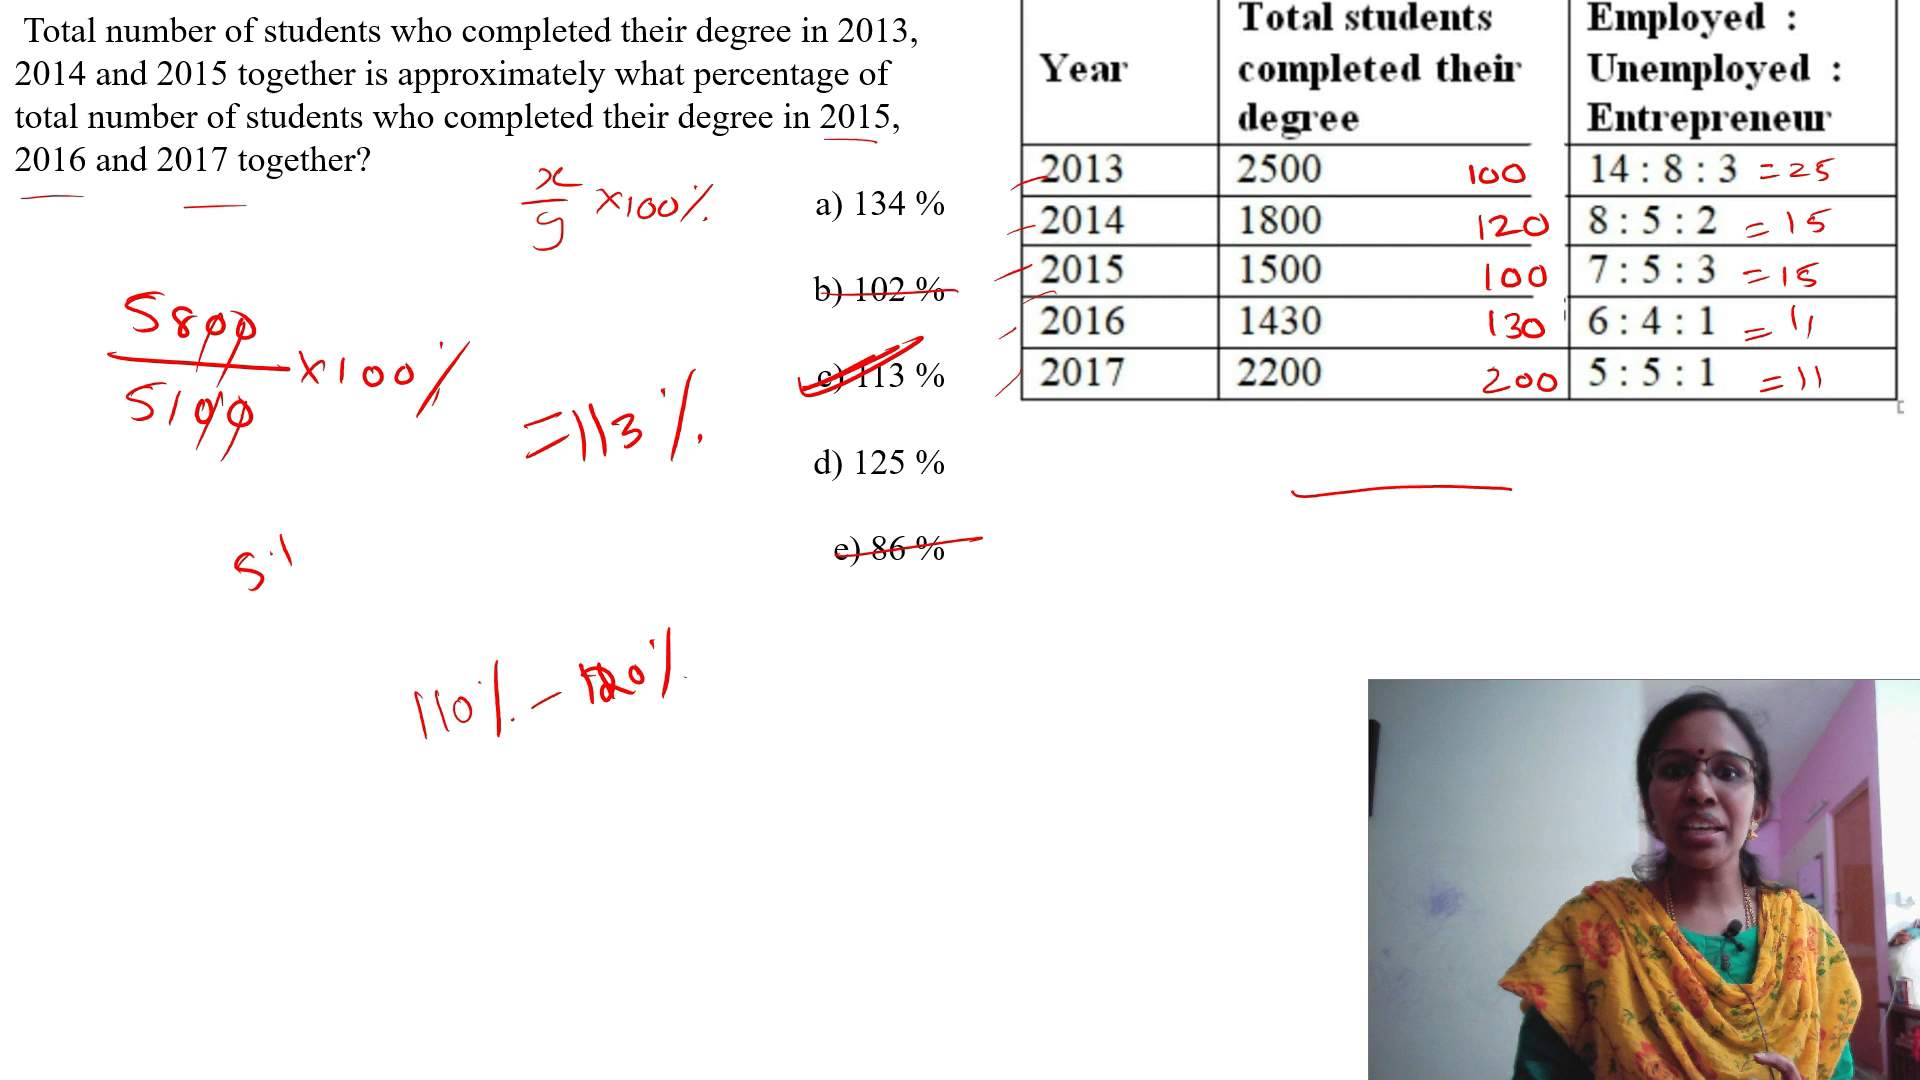 Total number of students who completed their degree in 2013,
2014 and 2015 together is approximately what percentage of
total number of students who completed their degree in 2015,
2016 and 2017 together?
x/y ×100%
5800/5100 ×100%
=113%
5.1
110% - 120%
a) 134 %
b) 102 %
c) 113 %
d) 125 %
e) 86 %
Year Total students completed their degree Employed : Unemployed : Entrepreneur
2013 2500 100 14 : 8 : 3 =25
2014 1800 120 8 : 5 : 2 =15
2015 1500 100 7 : 5 : 3 =15
2016 1430 130 6 : 4 : 1 =11
2017 2200 200 5 : 5 : 1 =11